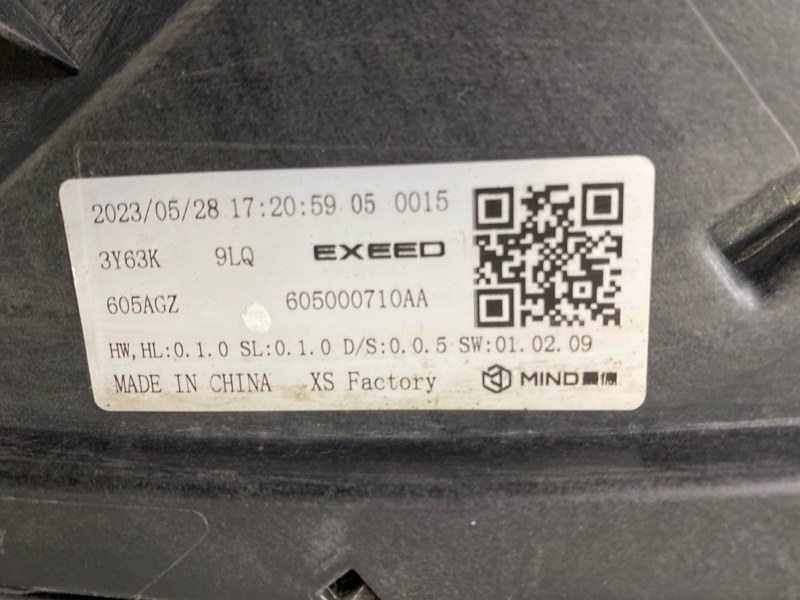 2023/05/28 17:20:59 05 0015
3Y63K 9LQ EXEED
605AGZ 605000710AA
HW,HL:0.1.0 SL:0.1.0 D/S:0.0.5 SW:01.02.09
MADE IN CHINA XS Factory MIND